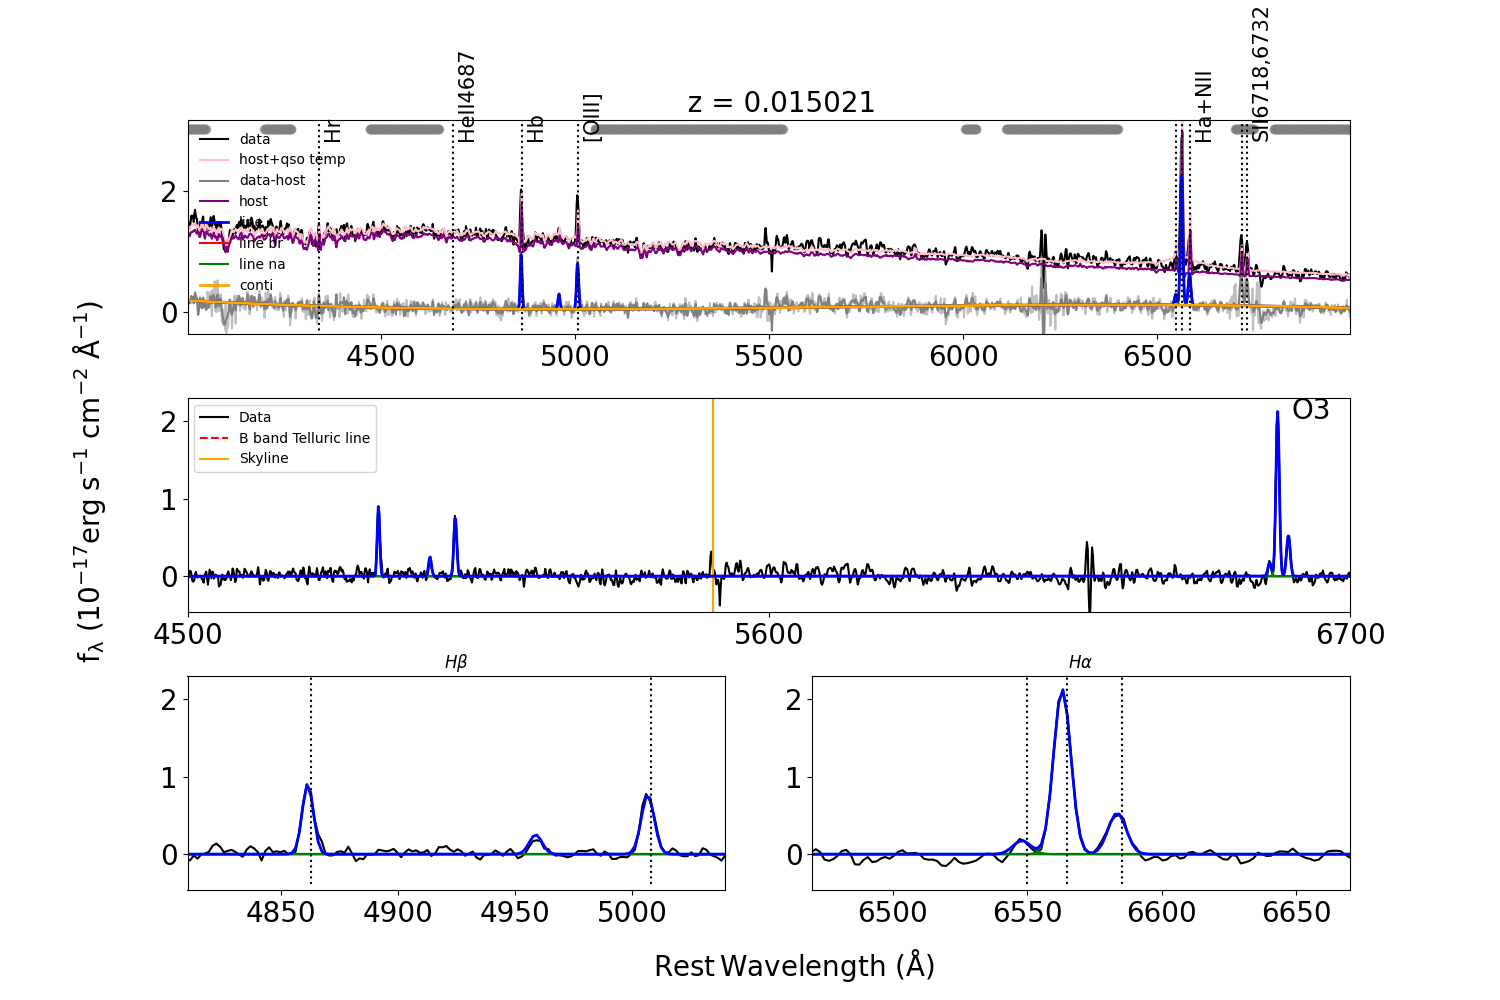 z = 0.015021
Hr
HeII4687
Hb
[OIII]
Ha+NII
SII6718,6732
data
host+qso temp
data-host
host
line
line br
line na
conti
2
0
4500
5000
5500
6000
6500
f_λ (10^{-17}erg s^{-1} cm^{-2} Å^{-1})
Data
B band Telluric line
Skyline
O3
2
1
0
4500
5600
6700
Hβ
2
1
0
4850
4900
4950
5000
Hα
2
1
0
6500
6550
6600
6650
Rest Wavelength (Å)